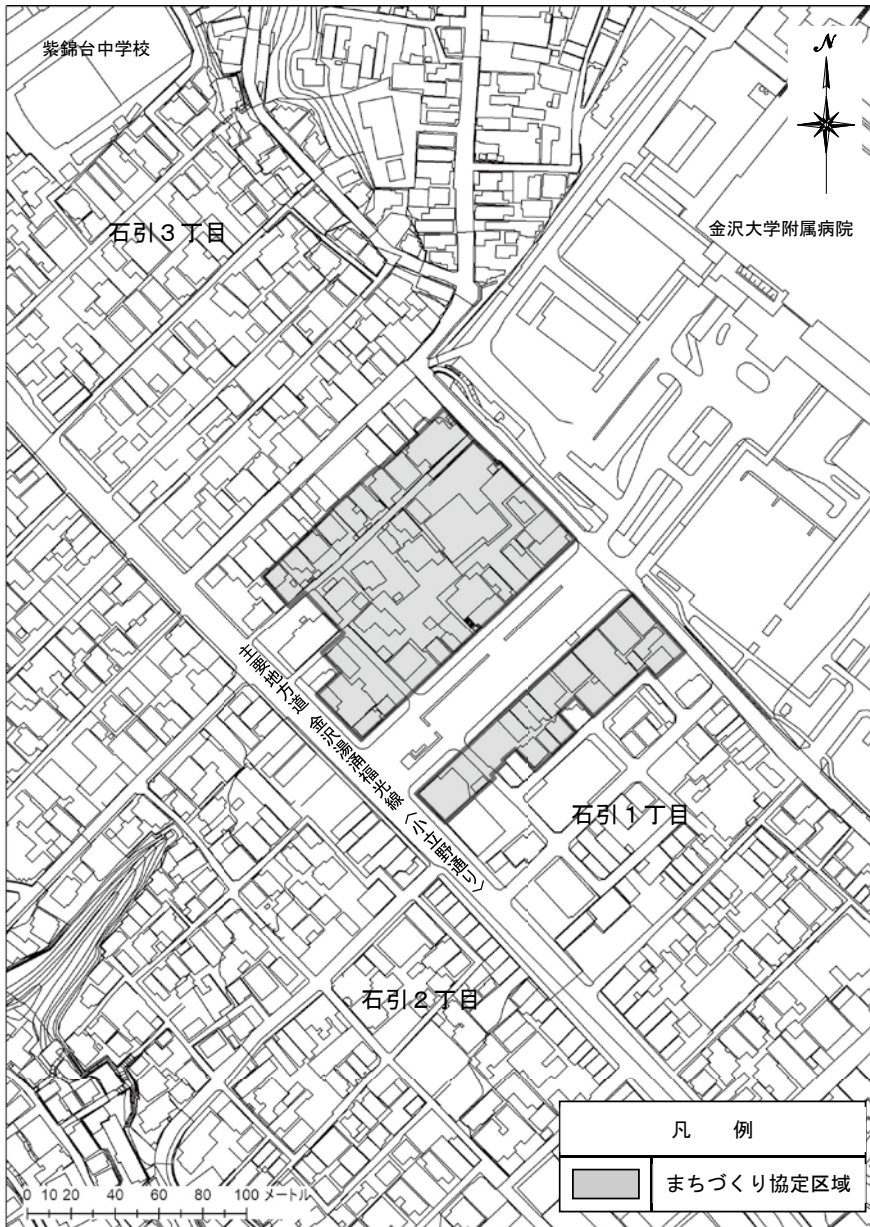 紫錦台中学校
N
金沢大学附属病院
石引3丁目
主要地方道 金沢湯涌福光線 〈小立野通り〉
石引1丁目
石引2丁目
凡 例
まちづくり協定区域
0 10 20 40 60 80 100 メートル